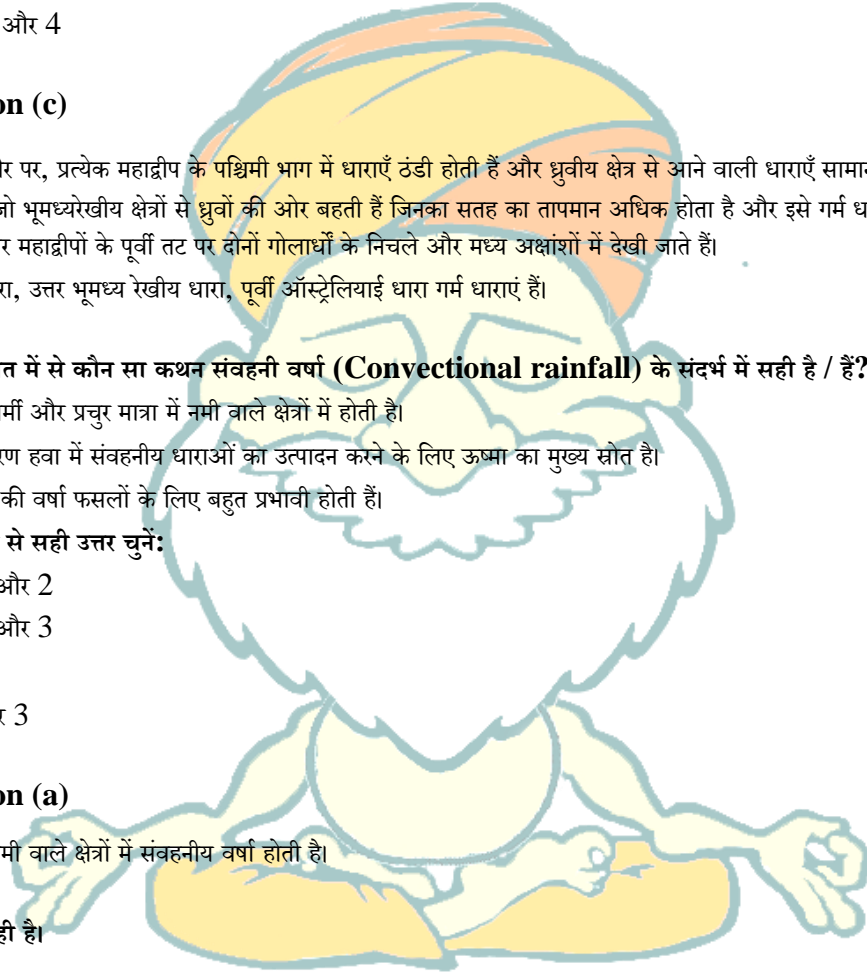 और 4
on (c)
र पर, प्रत्येक महाद्वीप के पश्चिमी भाग में धाराएँ ठंडी होती हैं और ध्रुवीय क्षेत्र से आने वाली धाराएँ सामान
जो भूमध्यरेखीय क्षेत्रों से ध्रुवों की ओर बहती हैं जिनका सतह का तापमान अधिक होता है और इसे गर्म ध
र महाद्वीपों के पूर्वी तट पर दोनों गोलार्धों के निचले और मध्य अक्षांशों में देखी जाते हैं।
रा, उत्तर भूमध्य रेखीय धारा, पूर्वी ऑस्ट्रेलियाई धारा गर्म धाराएं हैं।
त में से कौन सा कथन संवहनी वर्षा (Convectional rainfall) के संदर्भ में सही है / हैं?
र्मी और प्रचुर मात्रा में नमी वाले क्षेत्रों में होती है।
रण हवा में संवहनीय धाराओं का उत्पादन करने के लिए ऊष्मा का मुख्य स्रोत है।
की वर्षा फसलों के लिए बहुत प्रभावी होती हैं।
से सही उत्तर चुनें:
और 2
और 3
र 3
on (a)
मी वाले क्षेत्रों में संवहनीय वर्षा होती है।
ही है।